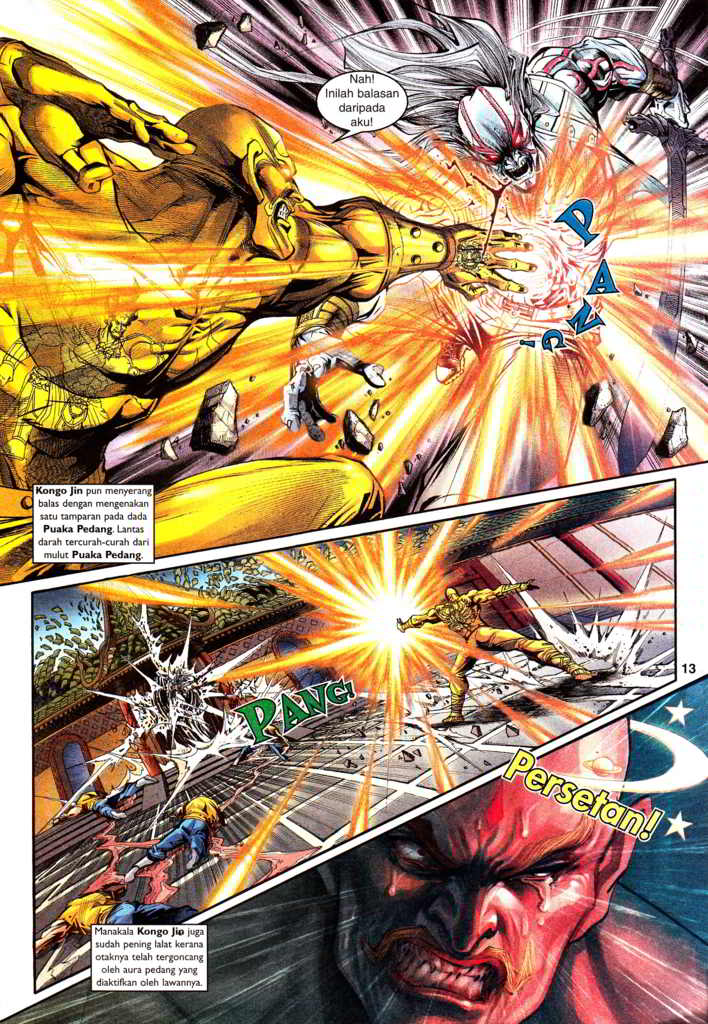 Nah!
Inilah balasan
daripada
aku!
PANG!
Kongo Jin pun menyerang
balas dengan mengenakan
satu tamparan pada dada
Puaka Pedang. Lantas
darah tercurah-curah dari
mulut Puaka Pedang.
13
PANG!
Persetan!
Manakala Kongo Jin juga
sudah pening lalat kerana
otaknya telah tergoncang
oleh aura pedang yang
diaktifkan oleh lawannya.